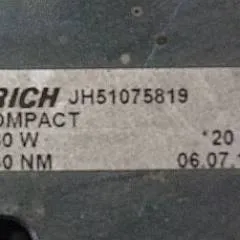 RICH JH51075819
OMPACT
0 W *20
0 NM 06.07.